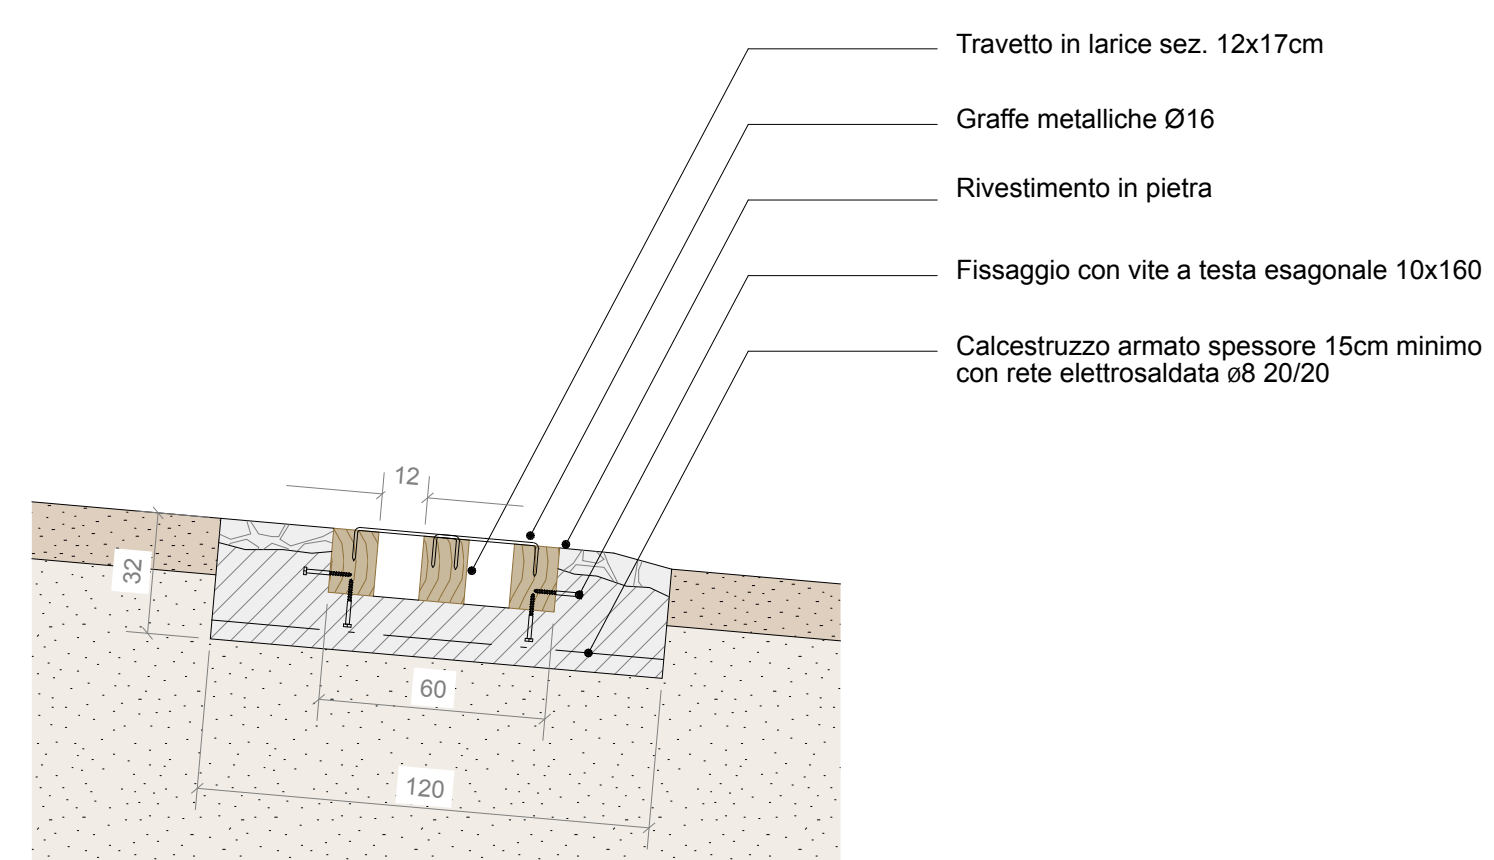 Travetto in larice sez. 12x17cm
Graffe metalliche Ø16
Rivestimento in pietra
Fissaggio con vite a testa esagonale 10x160
Calcestruzzo armato spessore 15cm minimo
con rete elettrosaldata ø8 20/20
12
32
60
120